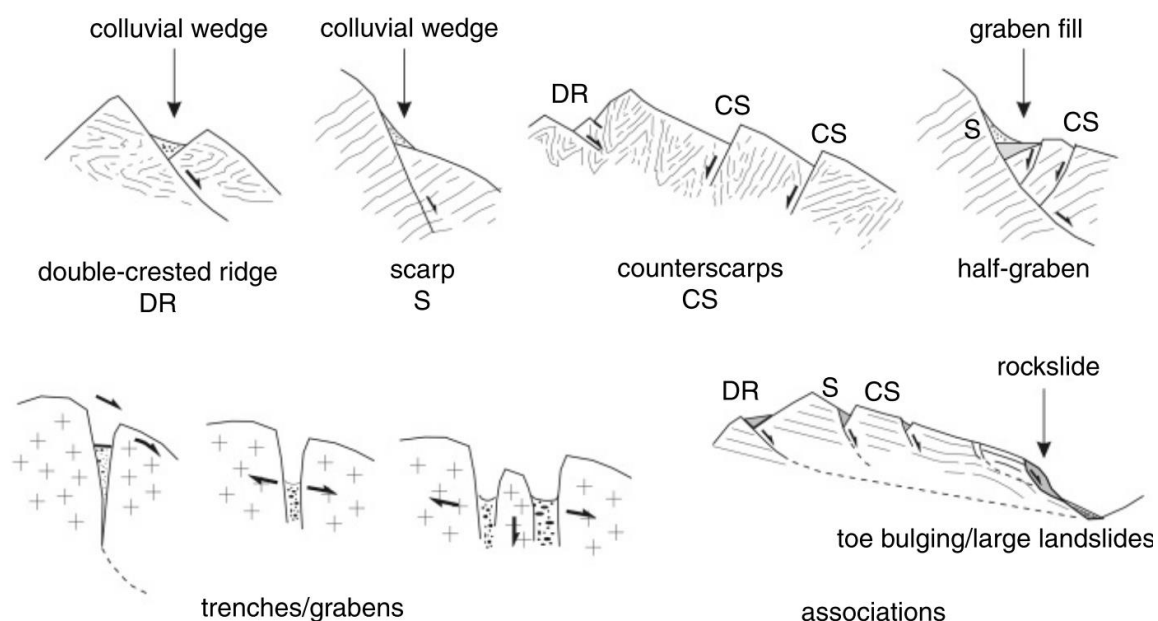 colluvial wedge
colluvial wedge
graben fill
DR
CS
CS
S
CS
double-crested ridge
DR
scarp
S
counterscarps
CS
half-graben
rockslide
DR
S
CS
toe bulging/large landslides
trenches/grabens
associations